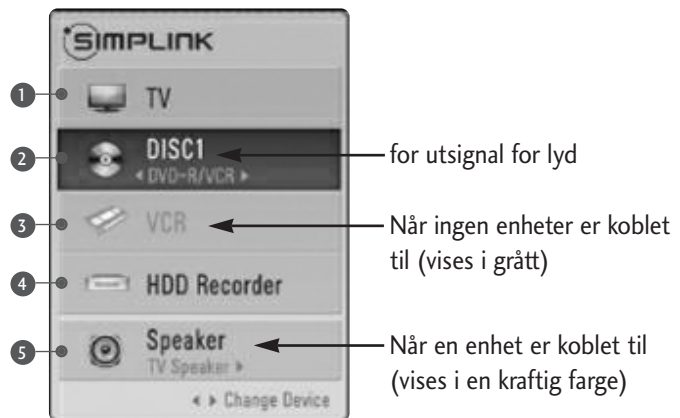 SIMPLINK
1 TV
2 DISC1
DVD-R/VCR
for utsignal for lyd
3 VCR
Når ingen enheter er koblet
til (vises i grått)
4 HDD Recorder
5 Speaker
TV Speaker
Når en enhet er koblet til
(vises i en kraftig farge)
Change Device